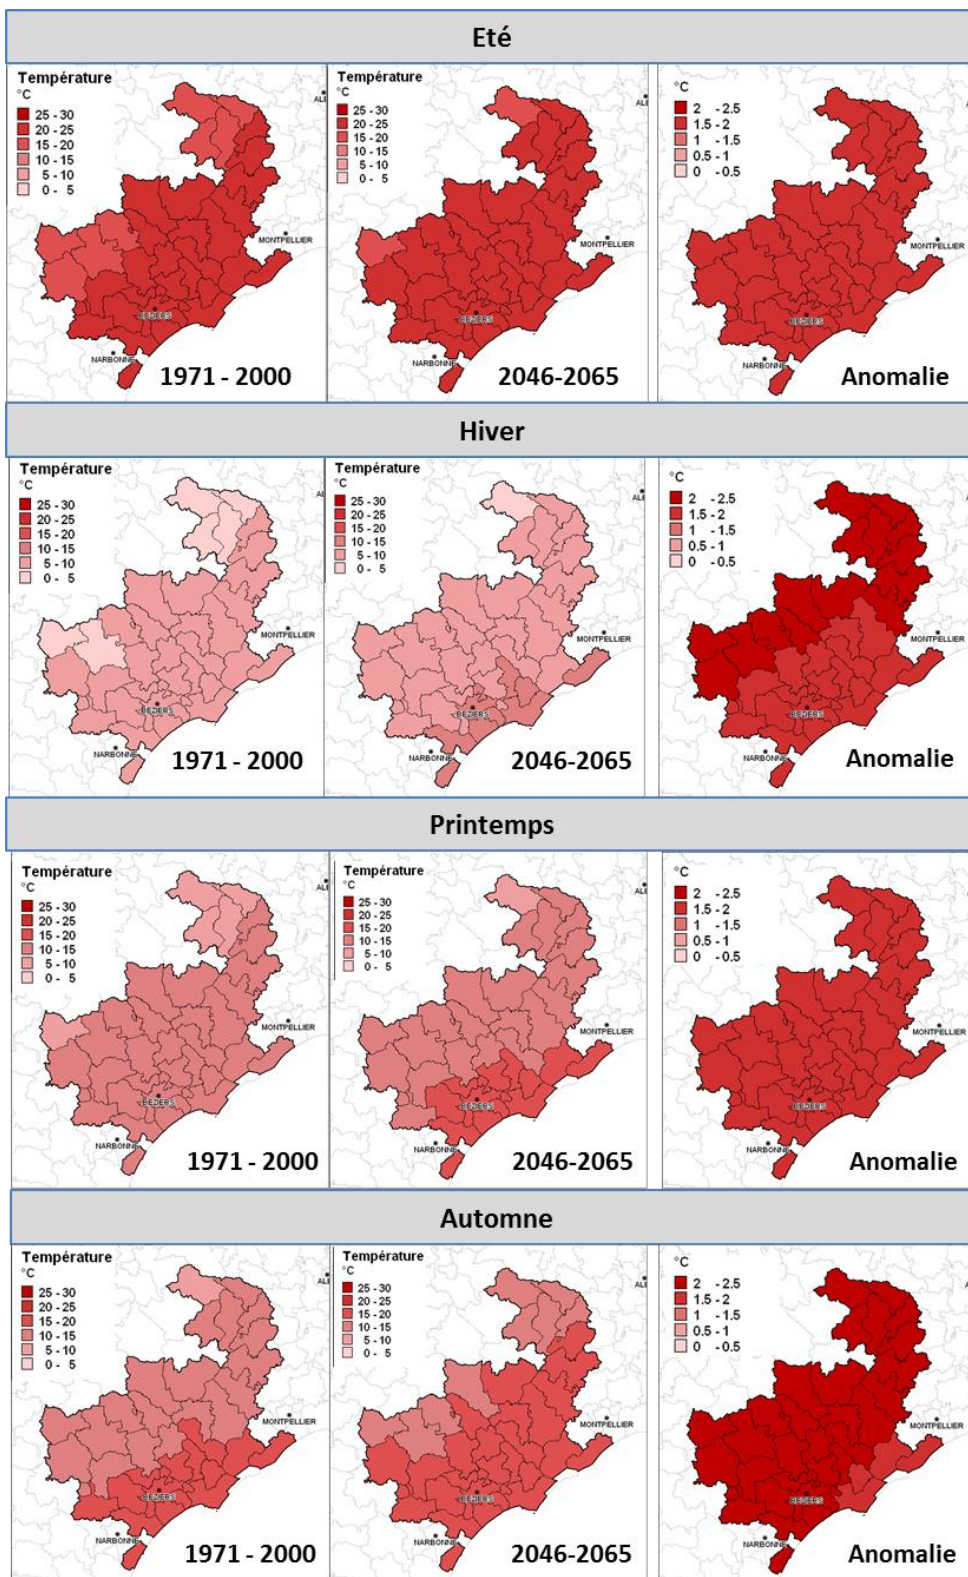 Eté
Température
°C
25 - 30
20 - 25
15 - 20
10 - 15
5 - 10
0 - 5
MONTPELLIER
BEZIERS
NARBONNE
1971 - 2000
Température
°C
25 - 30
20 - 25
15 - 20
10 - 15
5 - 10
0 - 5
MONTPELLIER
BEZIERS
NARBONNE
2046-2065
°C
2 - 2.5
1.5 - 2
1 - 1.5
0.5 - 1
0 - 0.5
MONTPELLIER
BEZIERS
NARBONNE
Anomalie
Hiver
Température
°C
25 - 30
20 - 25
15 - 20
10 - 15
5 - 10
0 - 5
MONTPELLIER
BEZIERS
NARBONNE
1971 - 2000
Température
°C
25 - 30
20 - 25
15 - 20
10 - 15
5 - 10
0 - 5
MONTPELLIER
BEZIERS
NARBONNE
2046-2065
°C
2 - 2.5
1.5 - 2
1 - 1.5
0.5 - 1
0 - 0.5
MONTPELLIER
BEZIERS
NARBONNE
Anomalie
Printemps
Température
°C
25 - 30
20 - 25
15 - 20
10 - 15
5 - 10
0 - 5
MONTPELLIER
BEZIERS
NARBONNE
1971 - 2000
Température
°C
25 - 30
20 - 25
15 - 20
10 - 15
5 - 10
0 - 5
MONTPELLIER
BEZIERS
NARBONNE
2046-2065
°C
2 - 2.5
1.5 - 2
1 - 1.5
0.5 - 1
0 - 0.5
MONTPELLIER
BEZIERS
NARBONNE
Anomalie
Automne
Température
°C
25 - 30
20 - 25
15 - 20
10 - 15
5 - 10
0 - 5
MONTPELLIER
BEZIERS
NARBONNE
1971 - 2000
Température
°C
25 - 30
20 - 25
15 - 20
10 - 15
5 - 10
0 - 5
MONTPELLIER
BEZIERS
NARBONNE
2046-2065
°C
2 - 2.5
1.5 - 2
1 - 1.5
0.5 - 1
0 - 0.5
MONTPELLIER
BEZIERS
NARBONNE
Anomalie